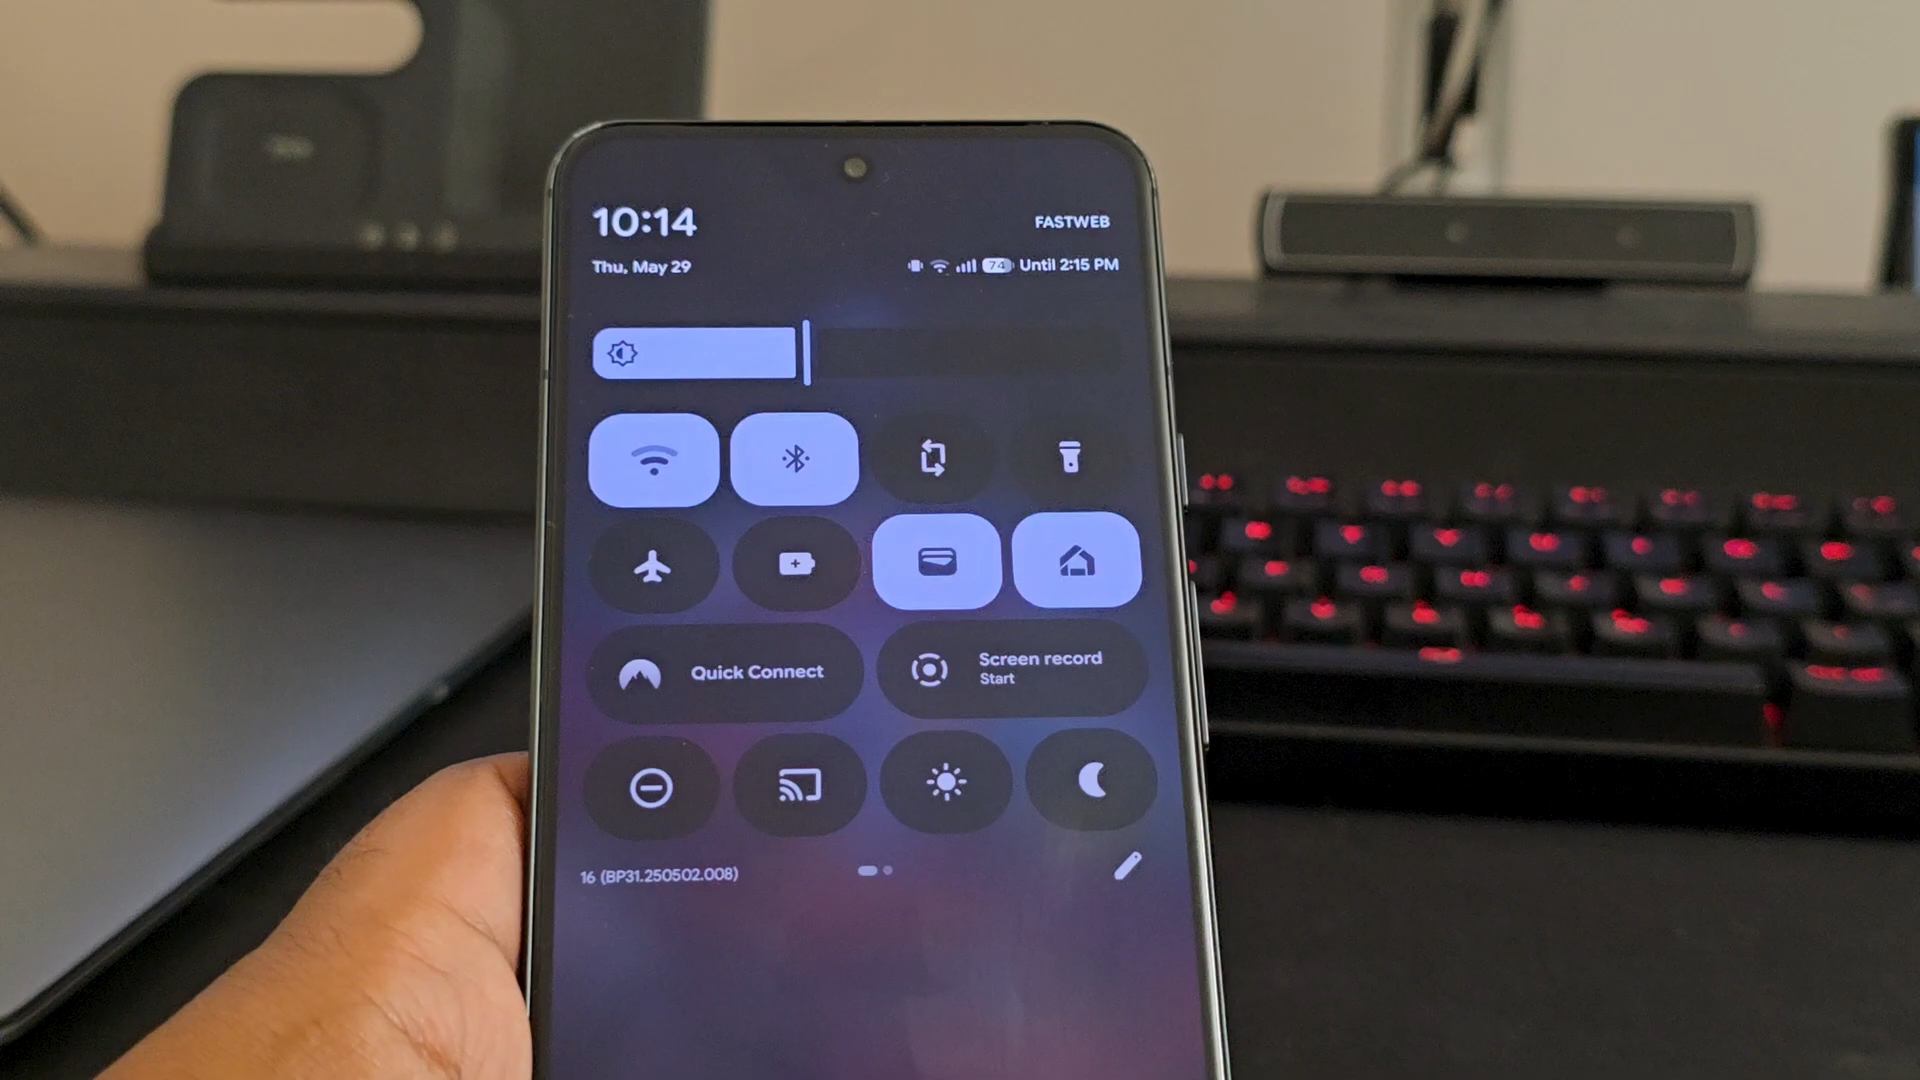 10:14
FASTWEB
Thu, May 29
74 Until 2:15 PM
Quick Connect
Screen record
Start
16 (BP31.250502.008)